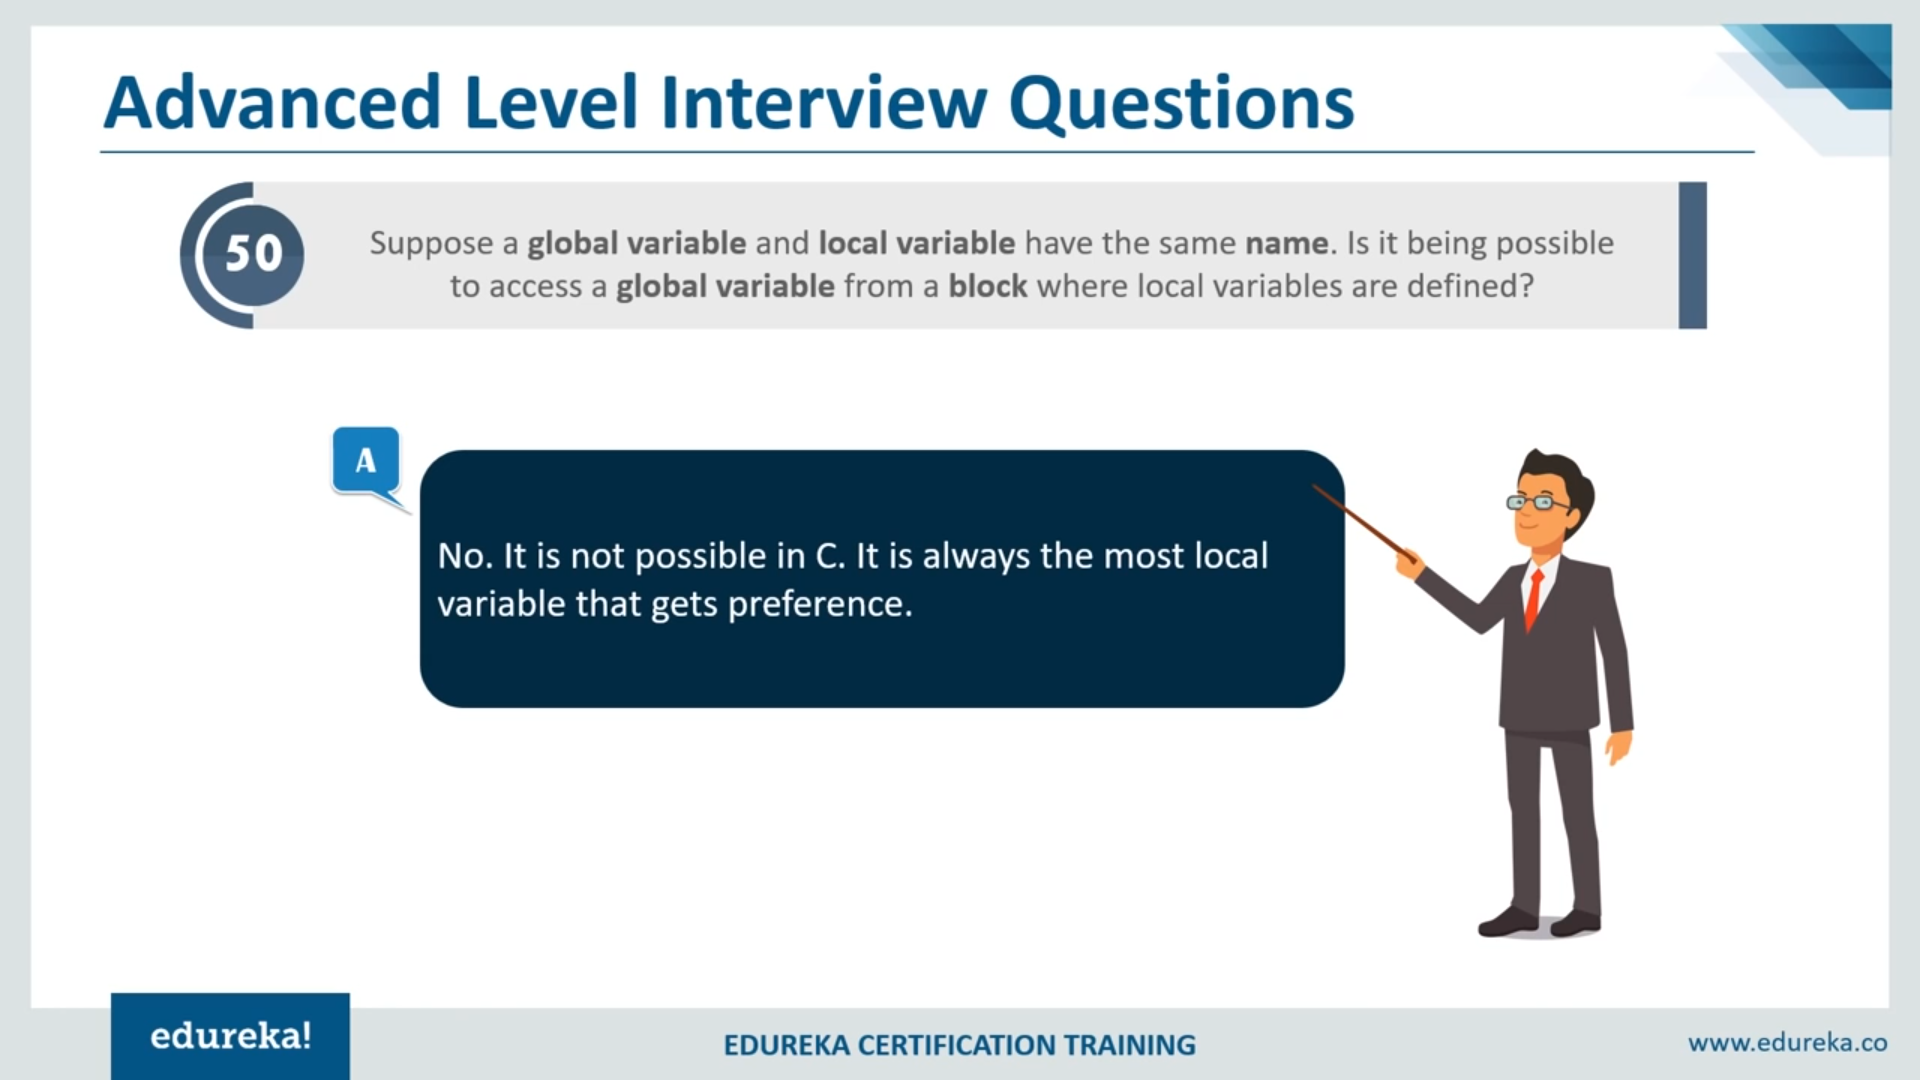 Advanced Level Interview Questions
50
Suppose a global variable and local variable have the same name. Is it being possible
to access a global variable from a block where local variables are defined?
A
No. It is not possible in C. It is always the most local
variable that gets preference.
edureka!
EDUREKA CERTIFICATION TRAINING
www.edureka.co